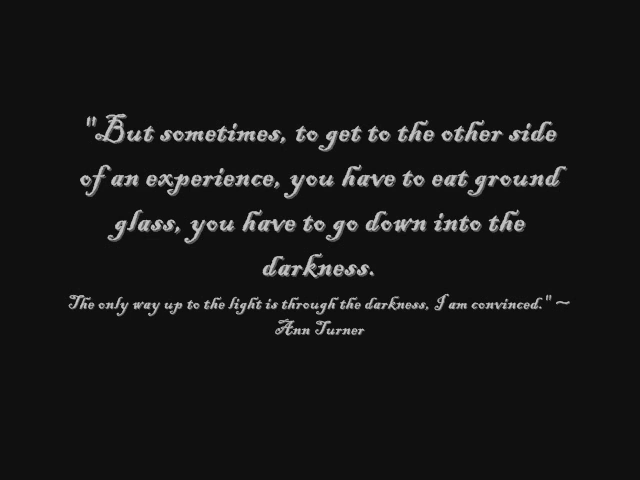 "But sometimes, to get to the other side
of an experience, you have to eat ground
glass, you have to go down into the
darkness.
The only way up to the light is through the darkness, I am convinced." ~
Ann Turner